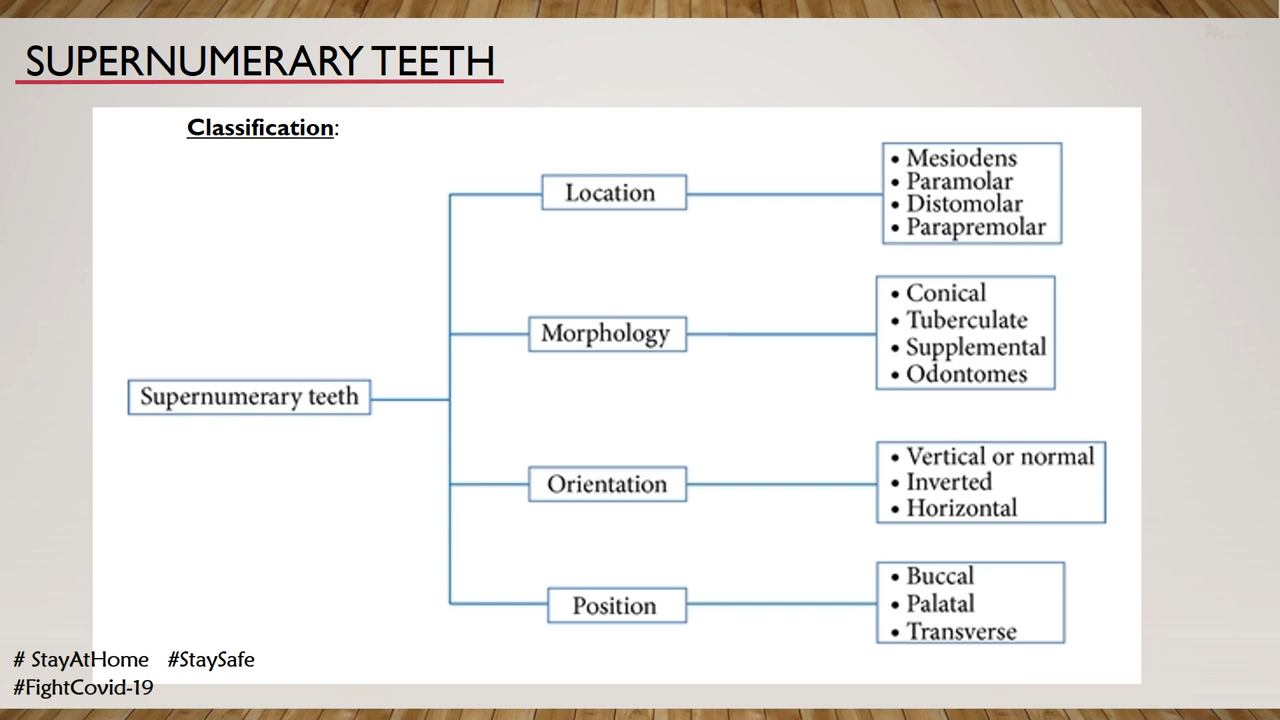 SUPERNUMERARY TEETH
Classification:
Supernumerary teeth
Location
• Mesiodens
• Paramolar
• Distomolar
• Parapremolar
Morphology
• Conical
• Tuberculate
• Supplemental
• Odontomes
Orientation
• Vertical or normal
• Inverted
• Horizontal
Position
• Buccal
• Palatal
• Transverse
# StayAtHome #StaySafe
#FightCovid-19